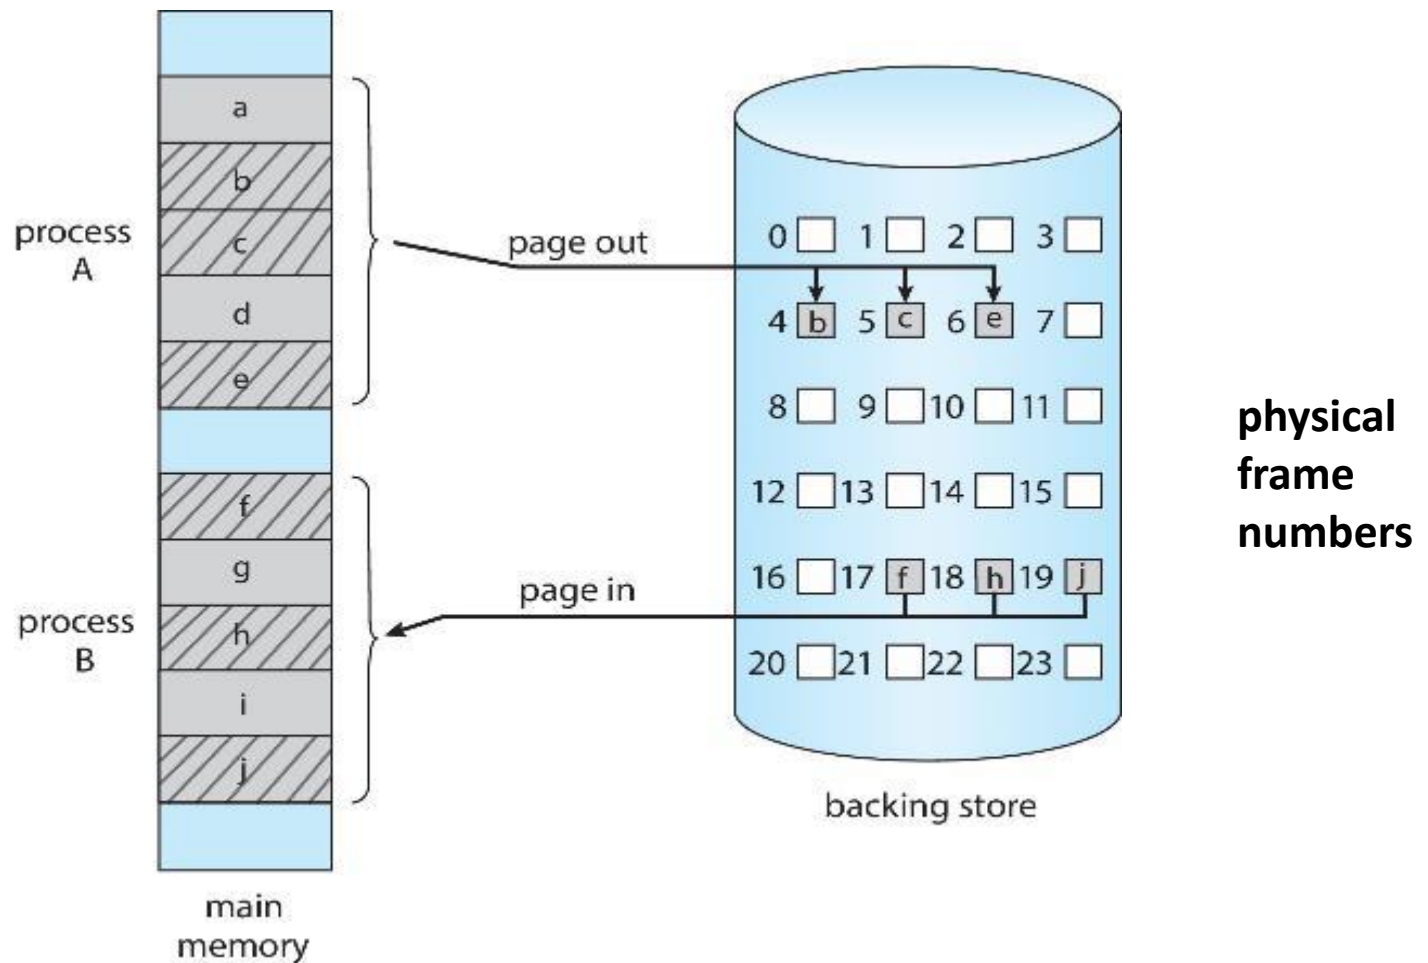 a
b
c
d
e
process
A
f
g
h
i
j
process
B
main
memory
page out
page in
0 1 2 3
4 b 5 c 6 e 7
8 9 10 11
12 13 14 15
16 17 f 18 h 19 j
20 21 22 23
backing store
physical
frame
numbers